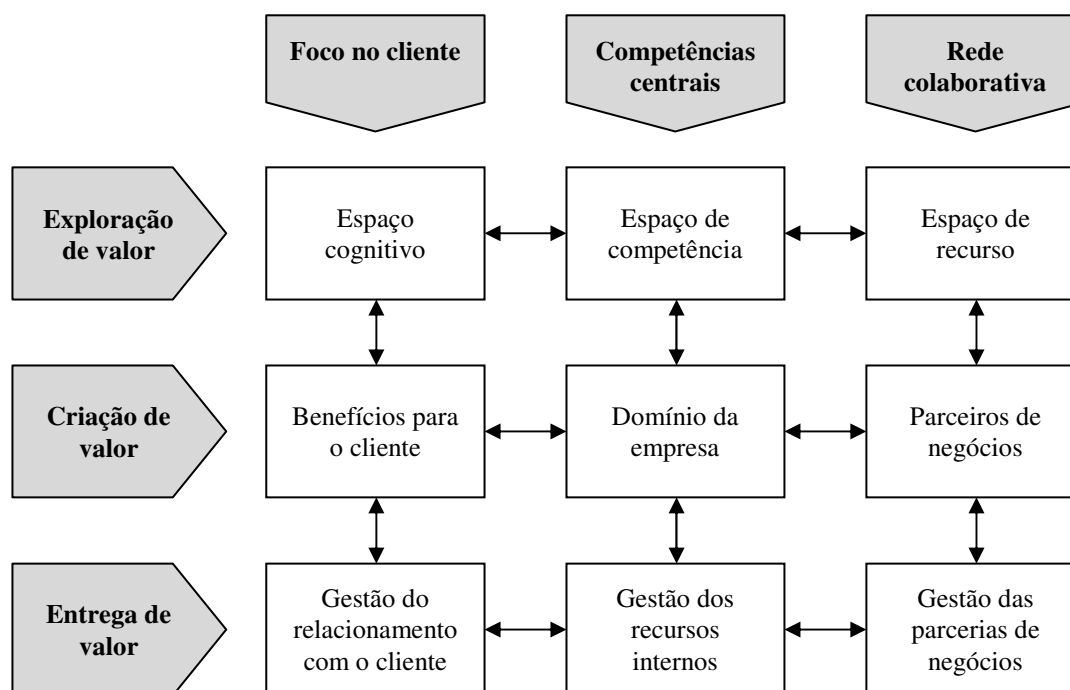 Foco no cliente
Competências
centrais
Rede
colaborativa
Exploração
de valor
Espaço
cognitivo
Espaço de
competência
Espaço de
recurso
Criação de
valor
Benefícios para
o cliente
Domínio da
empresa
Parceiros de
negócios
Entrega de
valor
Gestão do
relacionamento
com o cliente
Gestão dos
recursos
internos
Gestão das
parcerias de
negócios